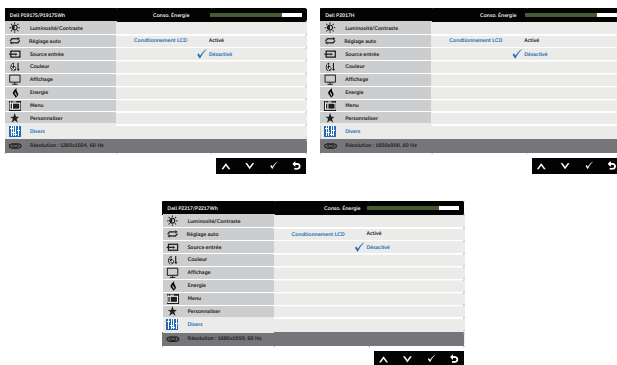 Dell P1917S/P1917SWh Conso. Énergie
Luminosité/Contraste
Réglage auto Condtionnement LCD Activé
Source entrée Désactivé
Couleur
Affichage
Energie
Menu
Personnaliser
Divers
Résolution : 1280x1024, 60 Hz
Dell P2017H Conso. Énergie
Luminosité/Contraste
Réglage auto Condtionnement LCD Activé
Source entrée Désactivé
Couleur
Affichage
Energie
Menu
Personnaliser
Divers
Résolution : 1600x900, 60 Hz
Dell P2217/P2217Wh Conso. Énergie
Luminosité/Contraste
Réglage auto Condtionnement LCD Activé
Source entrée Désactivé
Couleur
Affichage
Energie
Menu
Personnaliser
Divers
Résolution : 1680x1050, 60 Hz